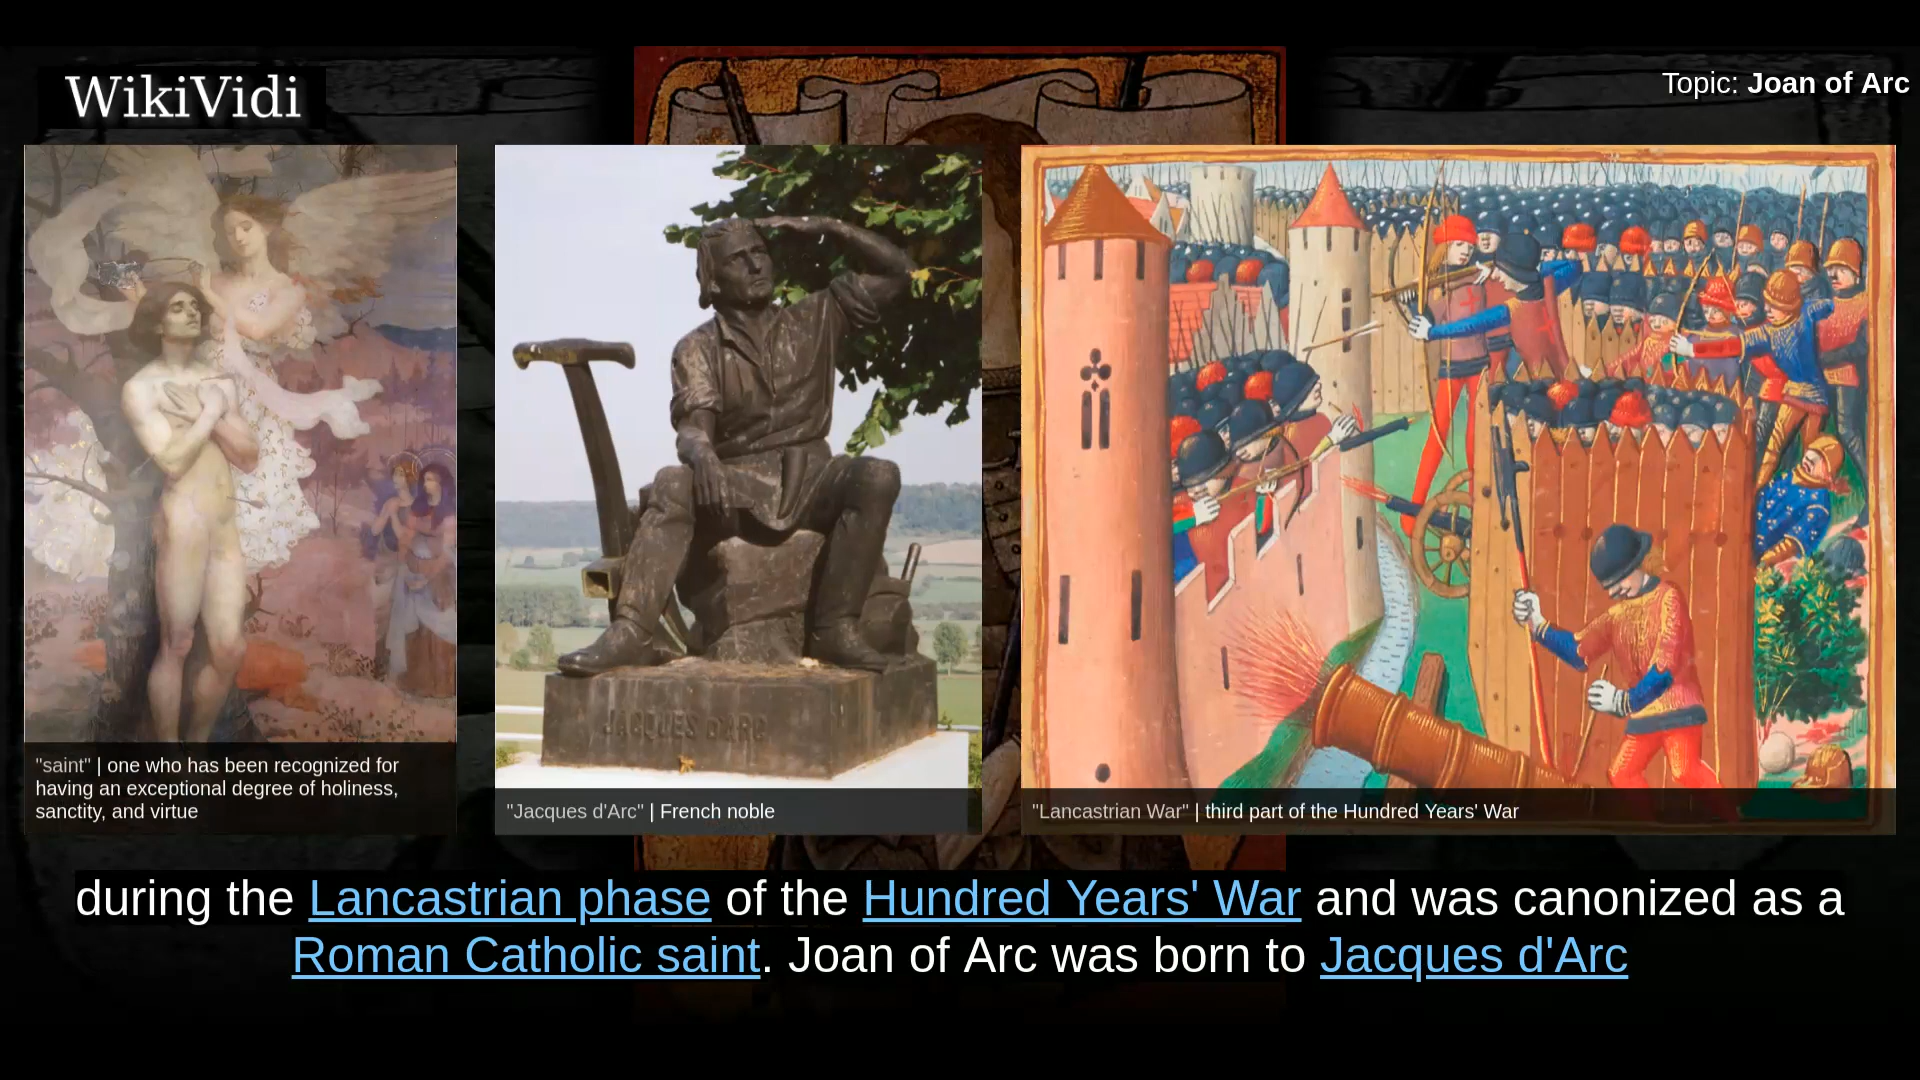 WikiVidi
Topic: Joan of Arc
"saint" | one who has been recognized for
having an exceptional degree of holiness,
sanctity, and virtue
JACQUES D'ARC
"Jacques d'Arc" | French noble
"Lancastrian War" | third part of the Hundred Years' War
during the Lancastrian phase of the Hundred Years' War and was canonized as a
Roman Catholic saint. Joan of Arc was born to Jacques d'Arc